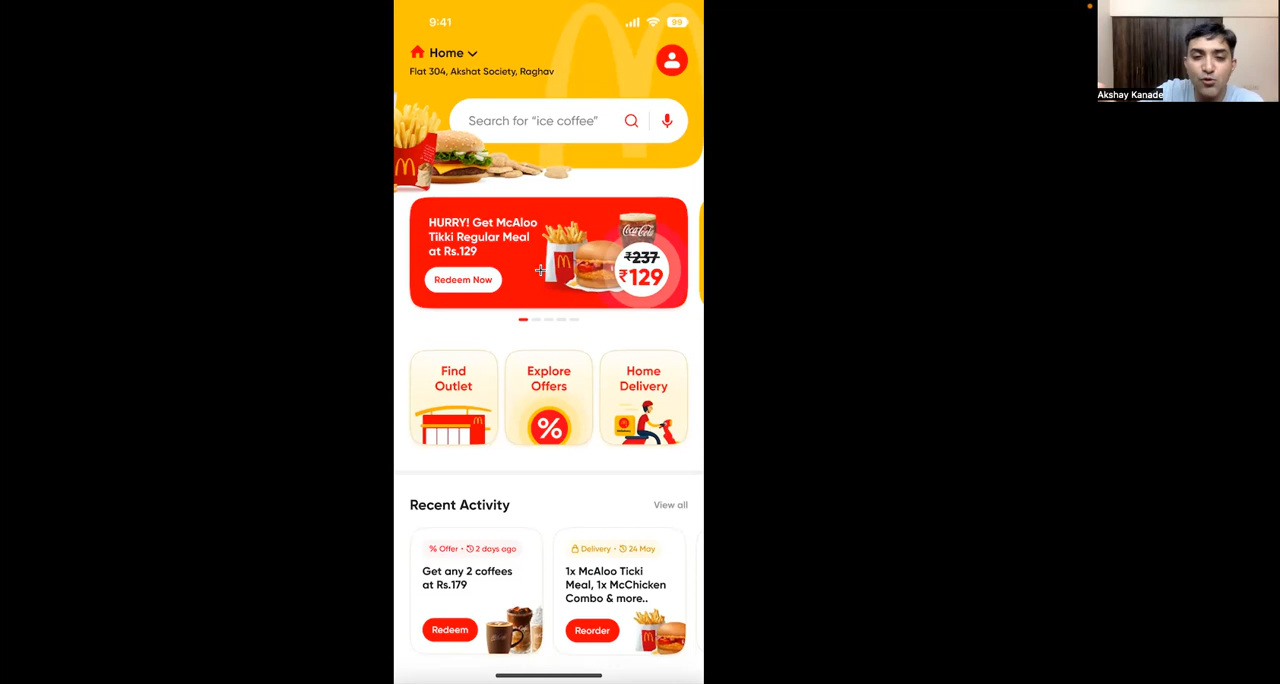 9:41
99
Home
Flat 304, Akshat Society, Raghav
Akshay Kanade
Search for “ice coffee”
HURRY! Get McAloo
Tikki Regular Meal
at Rs.129
Redeem Now
Coca-Cola
₹237
₹129
Find
Outlet
Explore
Offers
%
Home
Delivery
Recent Activity
View all
% Offer • 2 days ago
Get any 2 coffees
at Rs.179
Redeem
Delivery • 24 May
1x McAloo Ticki
Meal, 1x McChicken
Combo & more..
Reorder